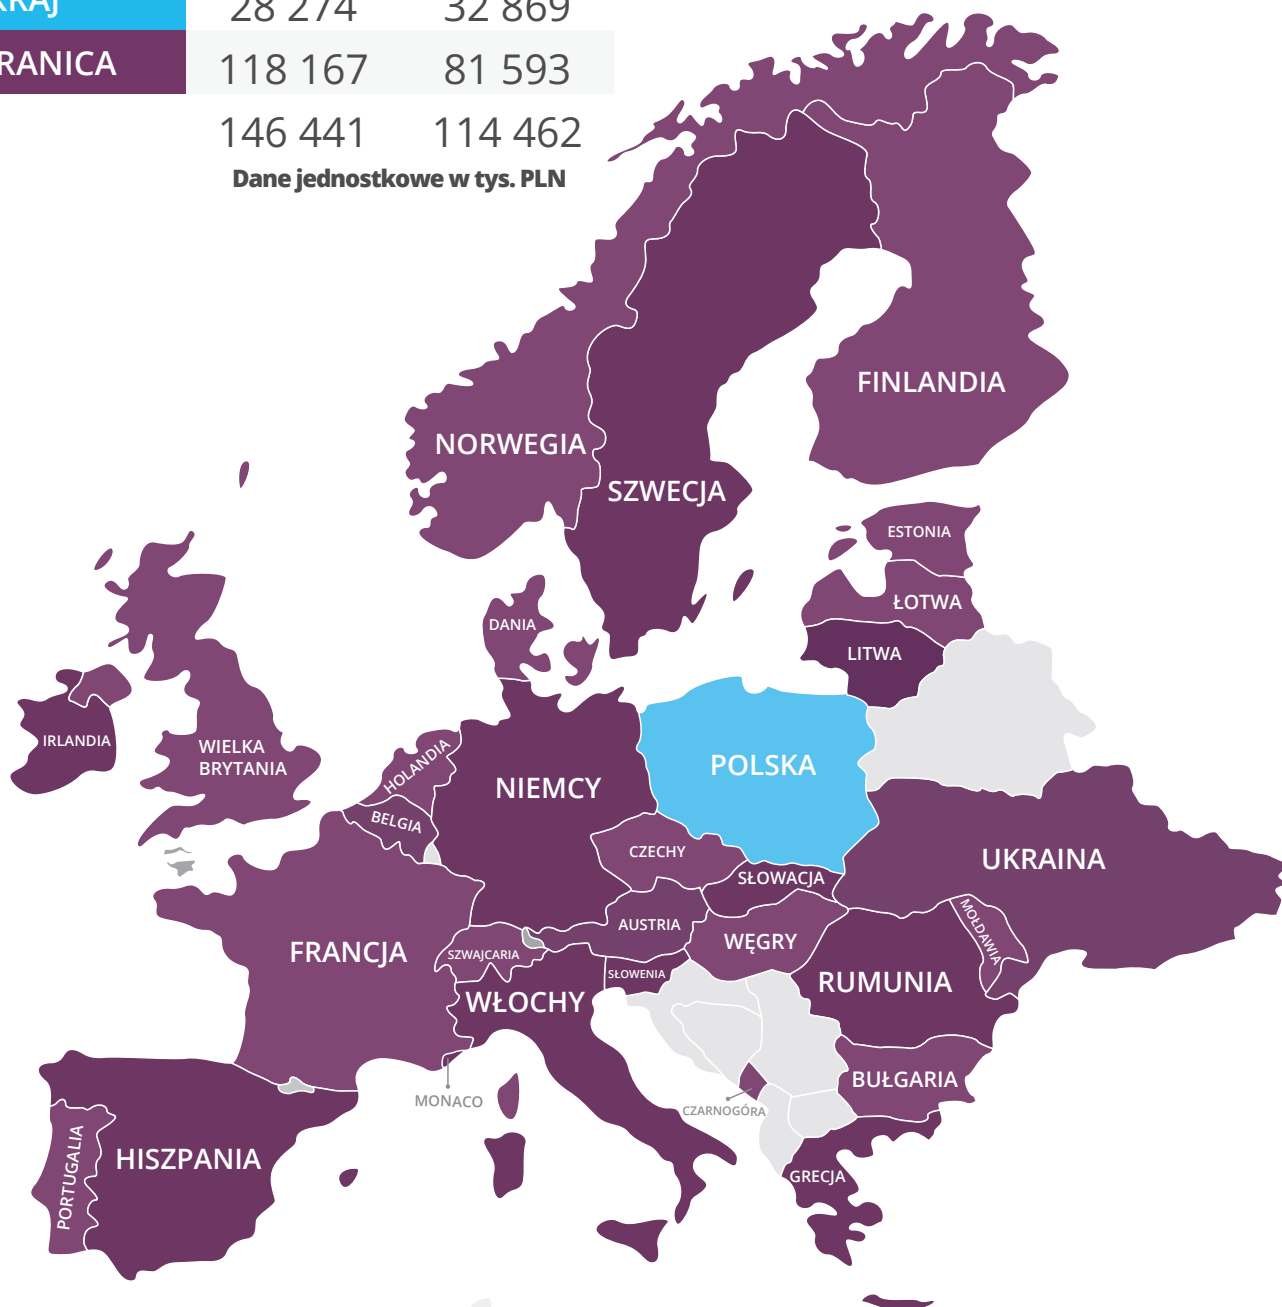 KRAJ 28 274 32 869
RANICA 118 167 81 593
146 441 114 462
Dane jednostkowe w tys. PLN
FINLANDIA
NORWEGIA
SZWECJA
ESTONIA
ŁOTWA
DANIA
LITWA
IRLANDIA
WIELKA
BRYTANIA
HOLANDIA
POLSKA
NIEMCY
BELGIA
CZECHY
UKRAINA
SŁOWACJA
AUSTRIA
MOŁDAWIA
WĘGRY
FRANCJA
SZWAJCARIA
SŁOWENIA
RUMUNIA
WŁOCHY
BUŁGARIA
MONACO
CZARNOGÓRA
HISZPANIA
PORTUGALIA
GRECJA